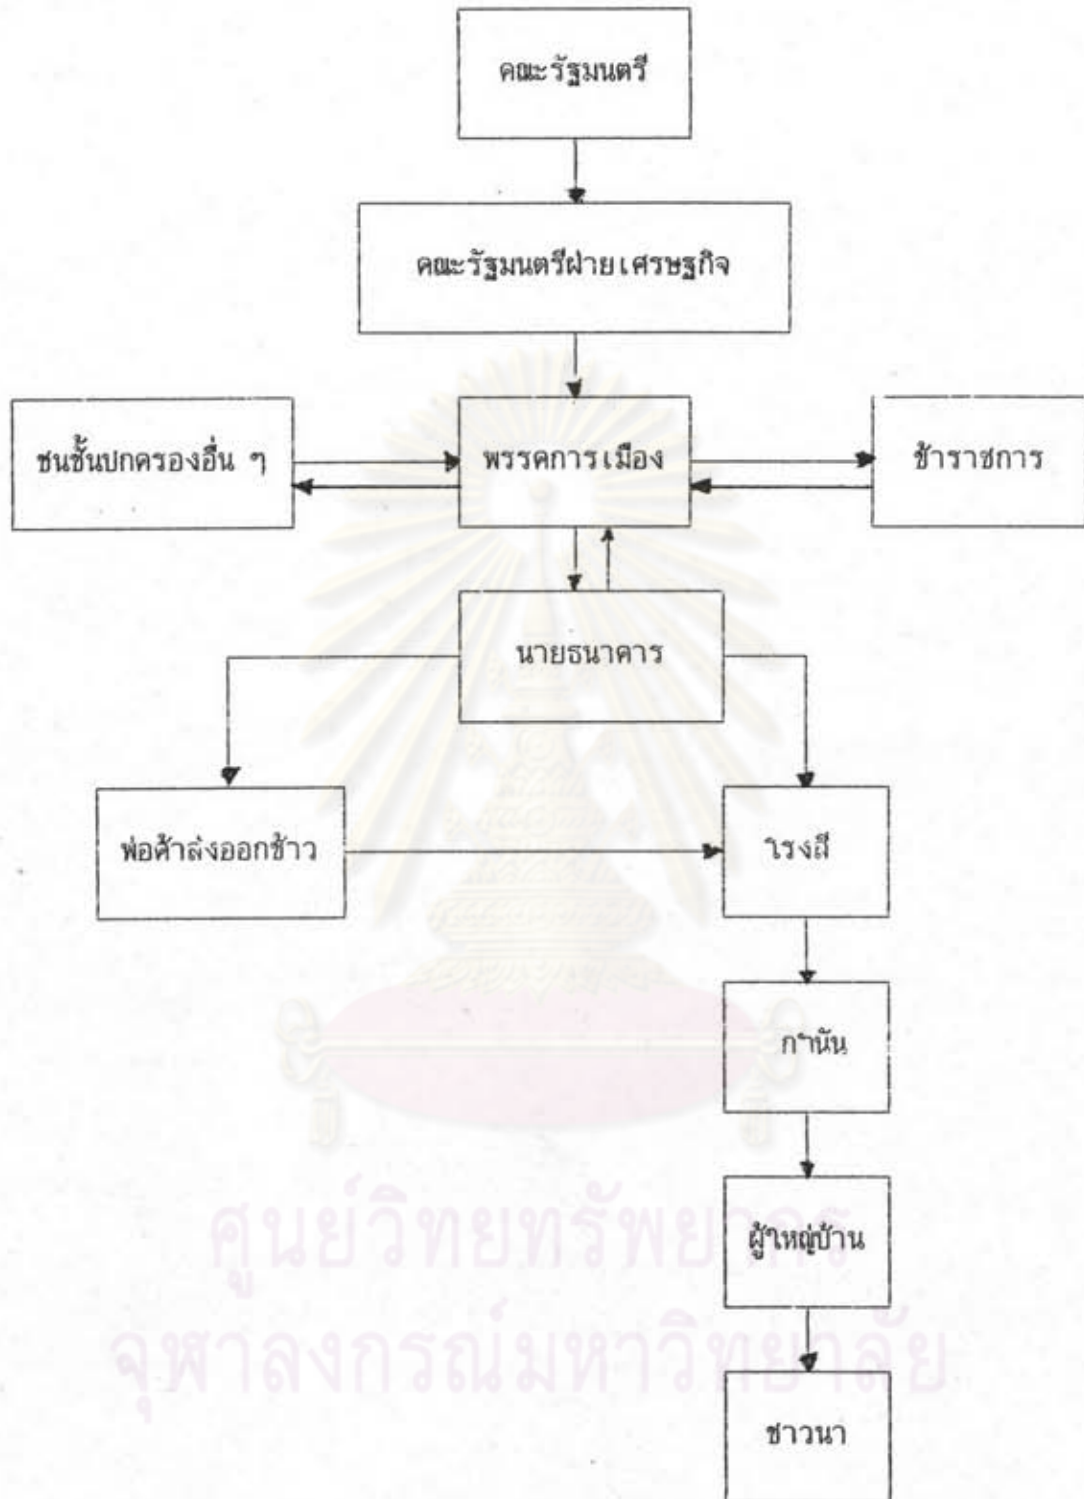 คณะรัฐมนตรี
คณะรัฐมนตรีฝ่ายเศรษฐกิจ
ชนชั้นปกครองอื่น ๆ
พรรคการเมือง
ข้าราชการ
นายธนาคาร
พ่อค้าส่งออกข้าว
โรงสี
กำนัน
ผู้ใหญ่บ้าน
ชาวนา
ศูนย์วิทยทรัพยากร
จุฬาลงกรณ์มหาวิทยาลัย